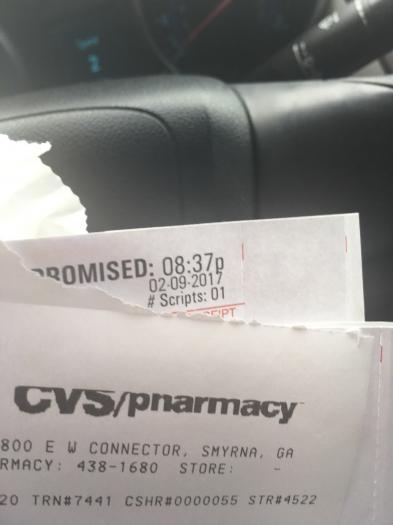 PROMISED: 08:37p
02-09-2017
# Scripts: 01
CVS/pharmacy
800 E W CONNECTOR, SMYRNA, GA
RMACY: 438-1680 STORE: -
20 TRN#7441 CSHR#0000055 STR#4522